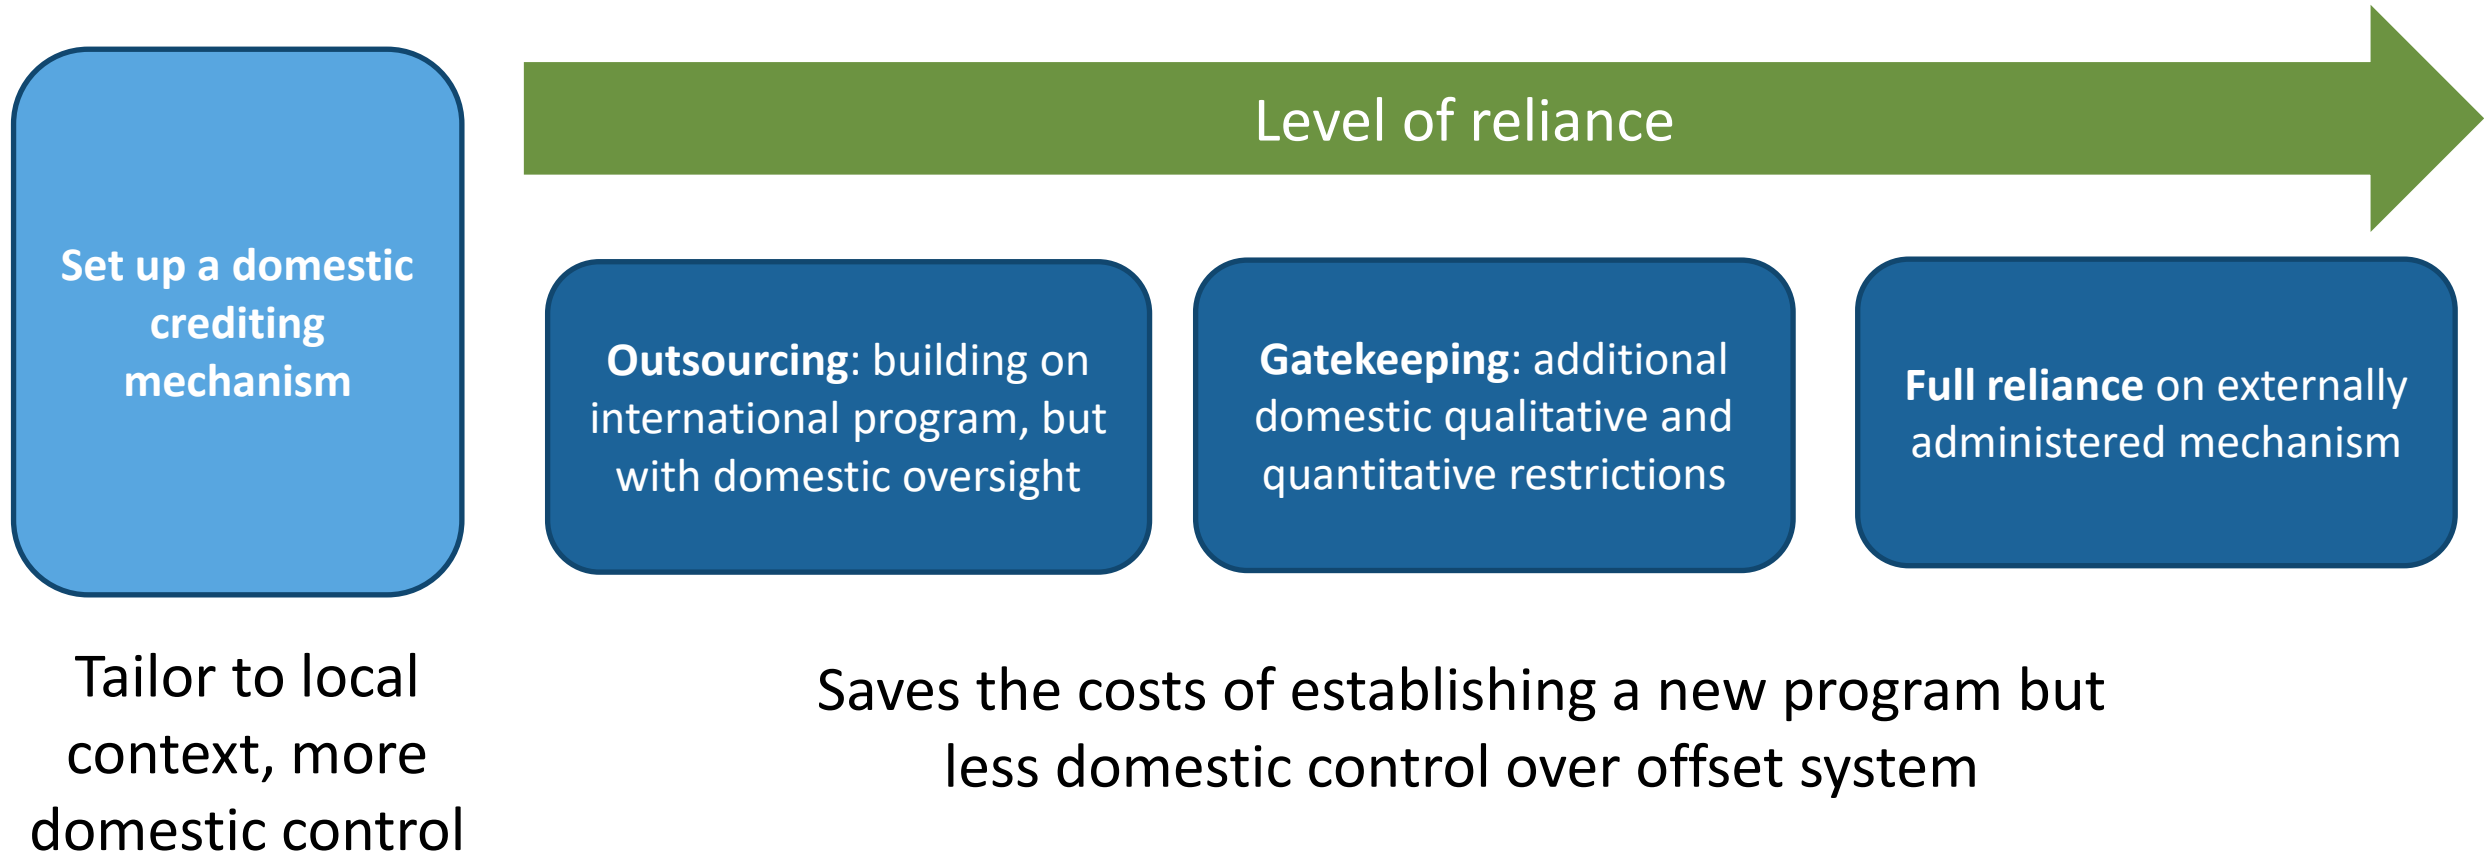 Level of reliance
Set up a domestic
crediting
mechanism
Outsourcing: building on
international program, but
with domestic oversight
Gatekeeping: additional
domestic qualitative and
quantitative restrictions
Full reliance on externally
administered mechanism
Tailor to local
context, more
domestic control
Saves the costs of establishing a new program but
less domestic control over offset system